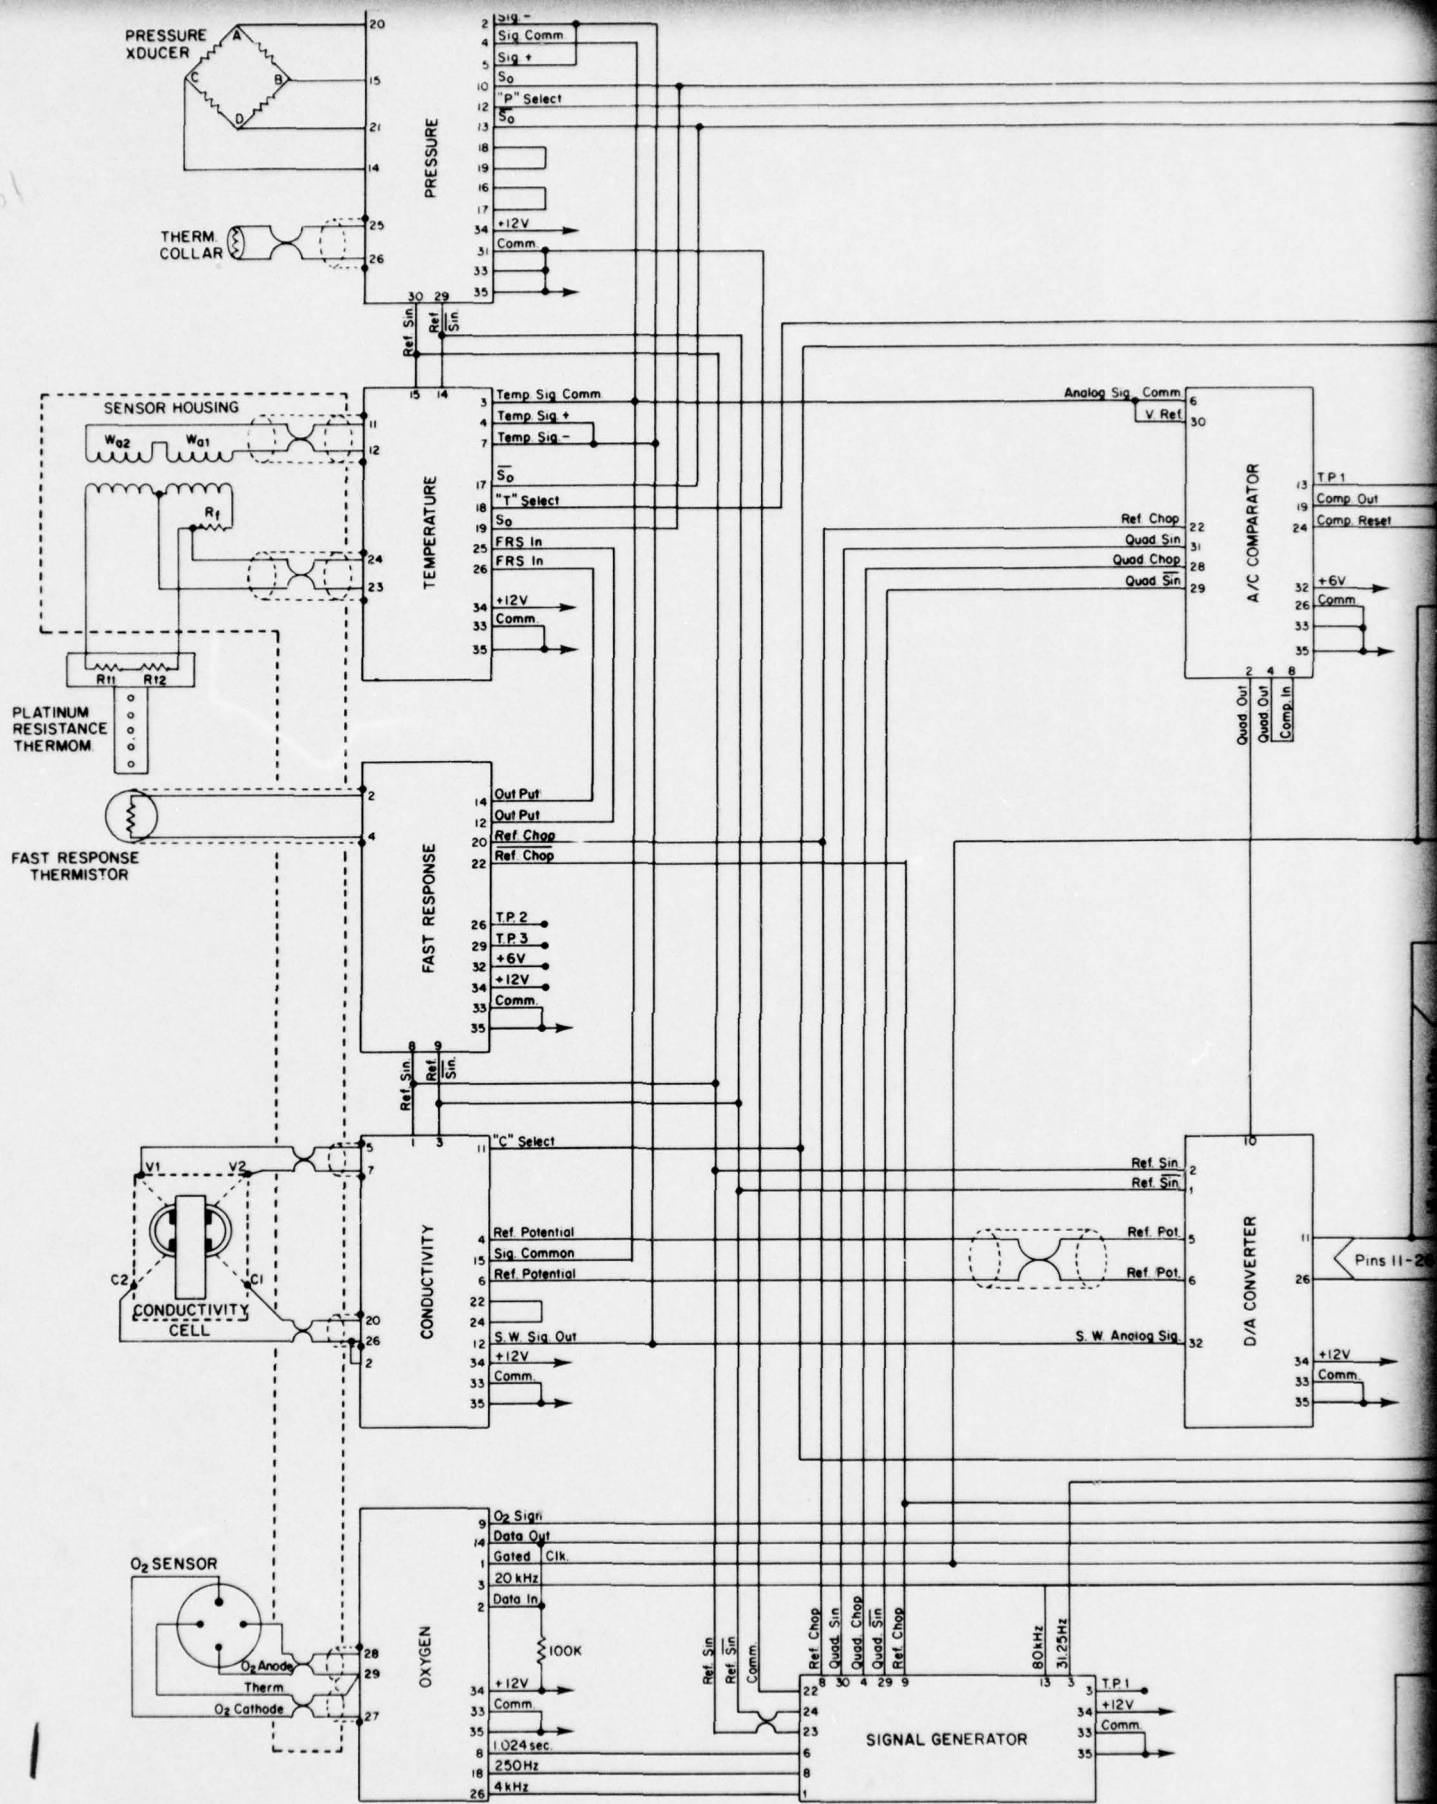 PRESSURE
XDUCER
A
B
C
D
20
15
21
14
THERM.
COLLAR
25
26
PRESSURE
2 Sig -
4 Sig Comm
5 Sig +
10 So
12 "P" Select
13 S̅o
18
19
16
17
34 +12V
31 Comm.
33
35
30 29
Ref Sin.
Ref S̅i̅n̅.
15 14
SENSOR HOUSING
Wa2 Wa1
Rf
11
12
24
23
R11 R12
PLATINUM
RESISTANCE
THERMOM.
TEMPERATURE
3 Temp Sig Comm
4 Temp Sig +
7 Temp Sig -
17 S̅o
18 "T" Select
19 So
25 FRS In
26 FRS In
34 +12V
33 Comm.
35
Analog Sig. Comm. 6
V. Ref. 30
Ref Chop 22
Quad Sin 31
Quad Chop 28
Quad S̅i̅n̅ 29
A/C COMPARATOR
13 T.P.1
19 Comp Out
24 Comp. Reset
32 +6V
26 Comm
33
35
2 4 8
Quad Out
Quad Out
Comp. In
FAST RESPONSE
THERMISTOR
2
4
FAST RESPONSE
14 Out Put
12 Out Put
20 Ref Chop
22 R̅e̅f̅ ̅C̅h̅o̅p̅
26 T.P. 2
29 T.P. 3
32 +6V
34 +12V
33 Comm.
35
8 9
Ref. Sin.
Ref. S̅i̅n̅.
1 3
V1 V2
C2 C1
CONDUCTIVITY
CELL
5
7
20
26
2
CONDUCTIVITY
11 "C" Select
4 Ref Potential
15 Sig. Common
6 Ref. Potential
22
24
12 S.W. Sig Out
34 +12V
33 Comm.
35
10
Ref. Sin 2
Ref. S̅i̅n̅ 1
Ref. Pot. 5
Ref. Pot. 6
S. W. Analog Sig. 32
D/A CONVERTER
11
26
Pins 11-26
34 +12V
33 Comm.
35
O2 SENSOR
O2 Anode
Therm
O2 Cathode
28
29
27
OXYGEN
9 O2 Sign
14 Data Out
1 Gated Clk.
3 20 kHz
2 Data In
100K
34 +12V
33 Comm.
35
8 1.024 sec.
18 250Hz
26 4kHz
Ref. Sin
Ref. S̅i̅n̅
Comm.
Ref Chop
Quad. Sin
Quad. Chop
Quad. S̅i̅n̅
Ref Chop
80kHz
31.25Hz
8 30 4 29 9 13 3
22
24
23
6
8
1
SIGNAL GENERATOR
3 T.P.1
34 +12V
33 Comm.
35